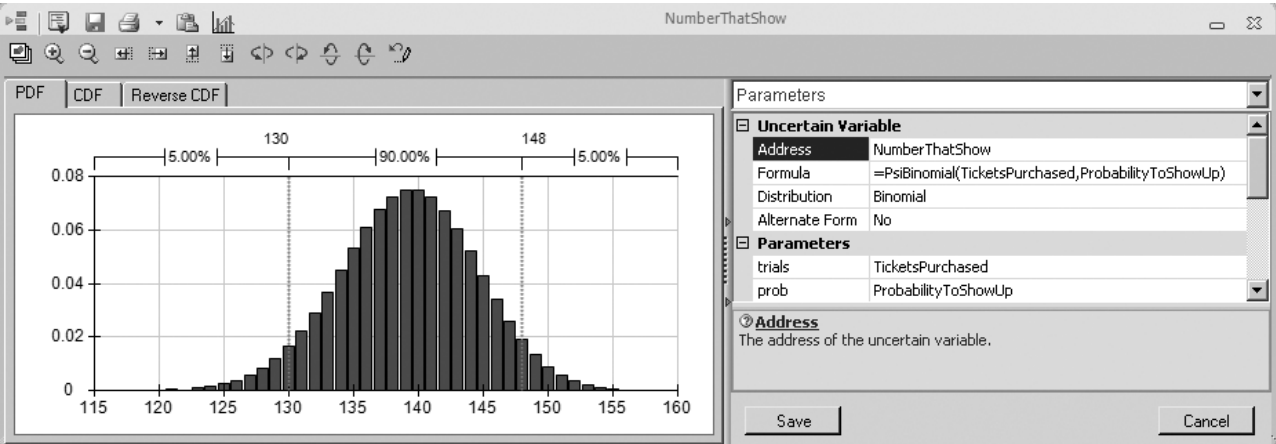 NumberThatShow
PDF CDF Reverse CDF
130 148
5.00% 90.00% 5.00%
0.08
0.06
0.04
0.02
0
115 120 125 130 135 140 145 150 155 160
Parameters
Uncertain Variable
Address NumberThatShow
Formula =PsiBinomial(TicketsPurchased,ProbabilityToShowUp)
Distribution Binomial
Alternate Form No
Parameters
trials TicketsPurchased
prob ProbabilityToShowUp
Address
The address of the uncertain variable.
Save Cancel